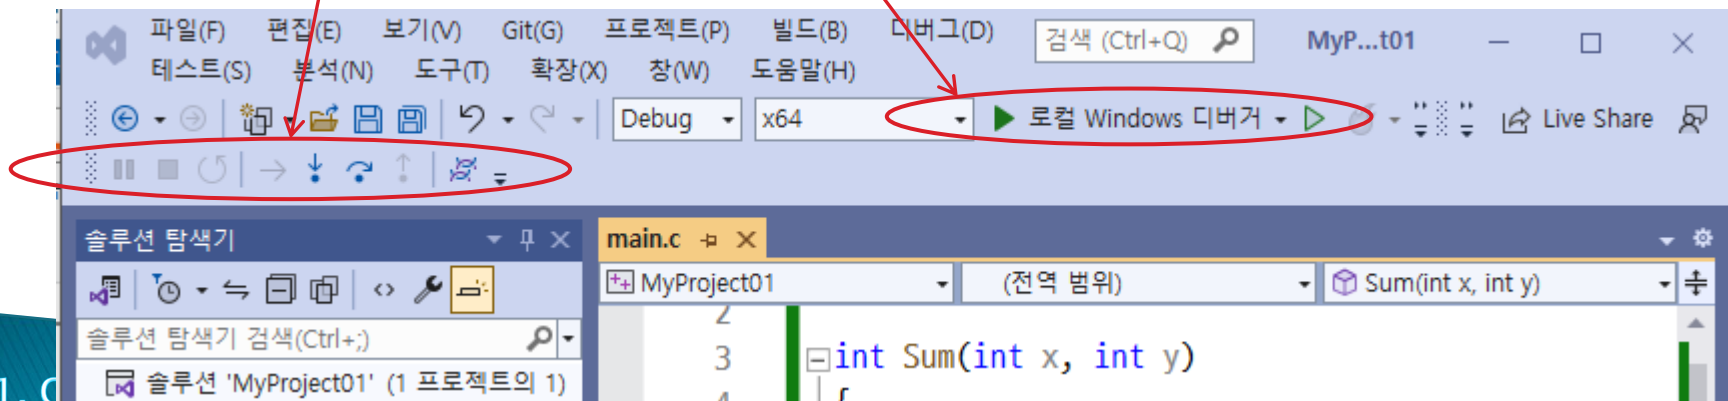 파일(F) 편집(E) 보기(V) Git(G) 프로젝트(P) 빌드(B) 디버그(D) 검색 (Ctrl+Q) MyP...t01
테스트(S) 분석(N) 도구(T) 확장(X) 창(W) 도움말(H)
Debug x64 로컬 Windows 디버거 Live Share
솔루션 탐색기
main.c
MyProject01 (전역 범위) Sum(int x, int y)
솔루션 탐색기 검색(Ctrl+;)
2
3 int Sum(int x, int y)
솔루션 'MyProject01' (1 프로젝트의 1)
4 {
1. C